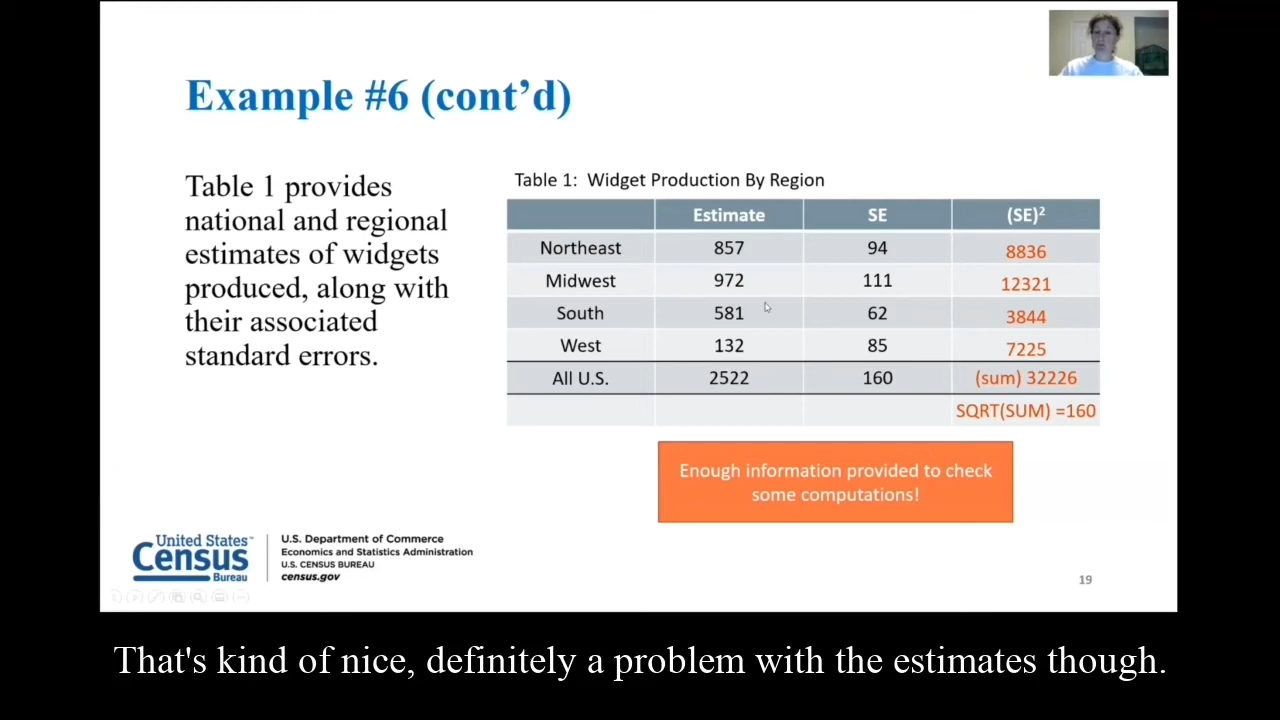 Example #6 (cont’d)
Table 1 provides
national and regional
estimates of widgets
produced, along with
their associated
standard errors.
Table 1: Widget Production By Region
Estimate SE (SE)²
Northeast 857 94 8836
Midwest 972 111 12321
South 581 62 3844
West 132 85 7225
All U.S. 2522 160 (sum) 32226
SQRT(SUM) =160
Enough information provided to check
some computations!
United States™
Census
Bureau
U.S. Department of Commerce
Economics and Statistics Administration
U.S. CENSUS BUREAU
census.gov
19
That's kind of nice, definitely a problem with the estimates though.